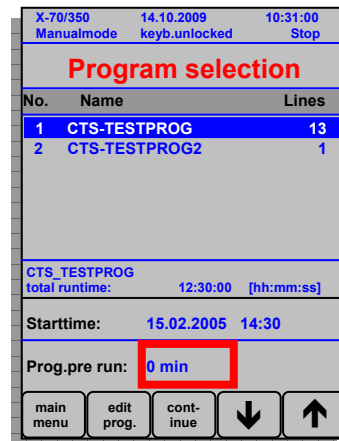 X-70/350 14.10.2009 10:31:00
Manualmode keyb.unlocked Stop
Program selection
No. Name Lines
1 CTS-TESTPROG 13
2 CTS-TESTPROG2 1
CTS_TESTPROG
total runtime: 12:30:00 [hh:mm:ss]
Starttime: 15.02.2005 14:30
Prog.pre run: 0 min
main menu edit prog. cont-inue